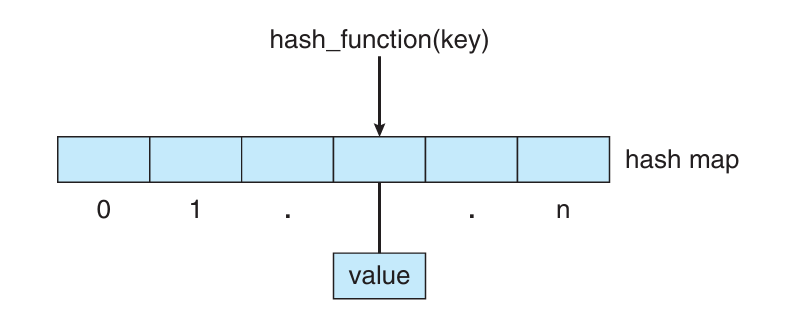 hash_function(key)
hash map
0 1 . . n
value